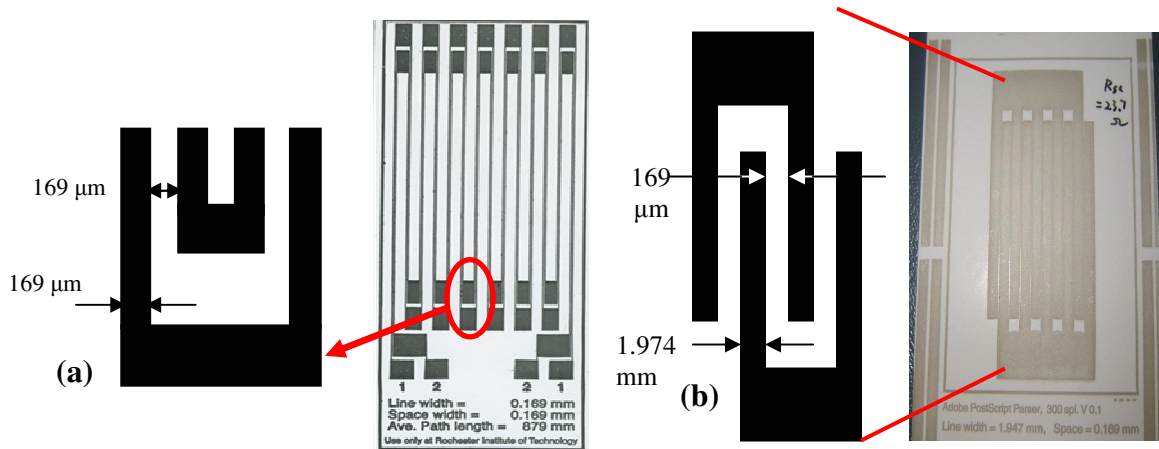 169 µm
169 µm
(a)
1 2 2 1
Line width = 0.169 mm
Space width = 0.169 mm
Ave. Path length = 879 mm
Use only at Rochester Institute of Technology
169
µm
1.974
mm
(b)
Rse
=23.7
Ω
Adobe PostScript Parser, 300 spi. V 0.1
Line width = 1.947 mm, Space = 0.169 mm